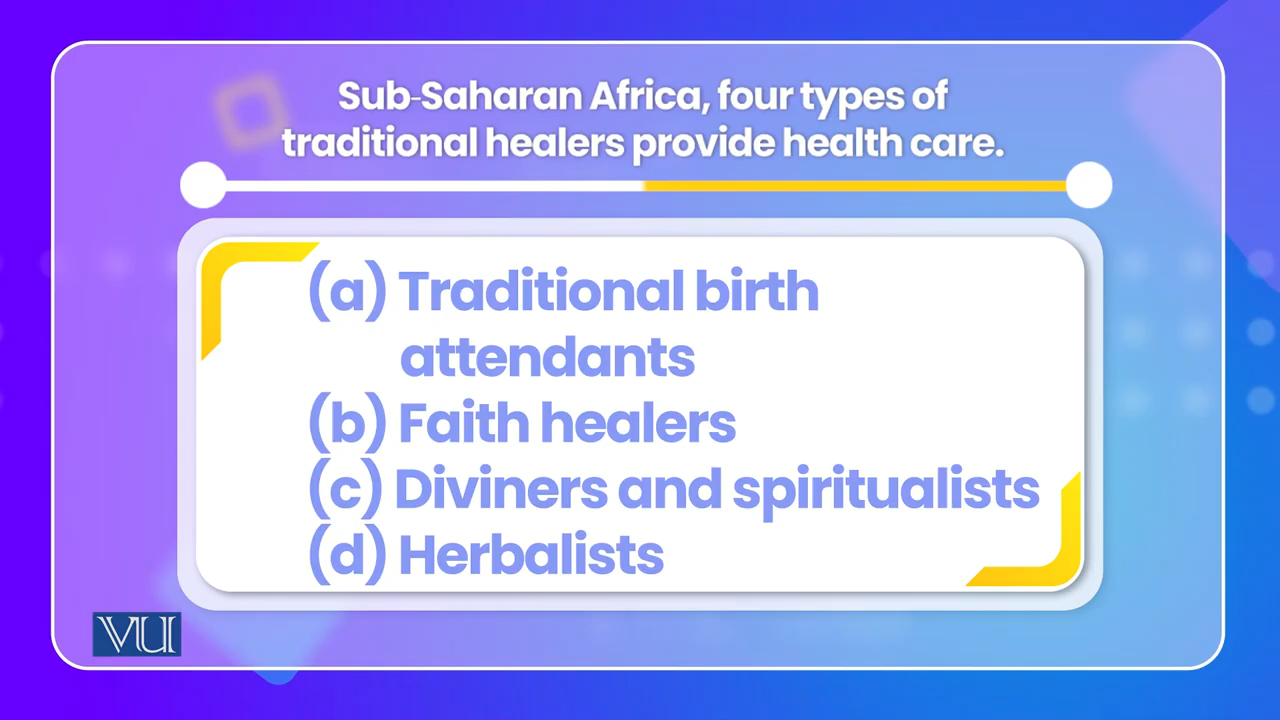 Sub-Saharan Africa, four types of
traditional healers provide health care.
(a) Traditional birth
attendants
(b) Faith healers
(c) Diviners and spiritualists
(d) Herbalists
VU